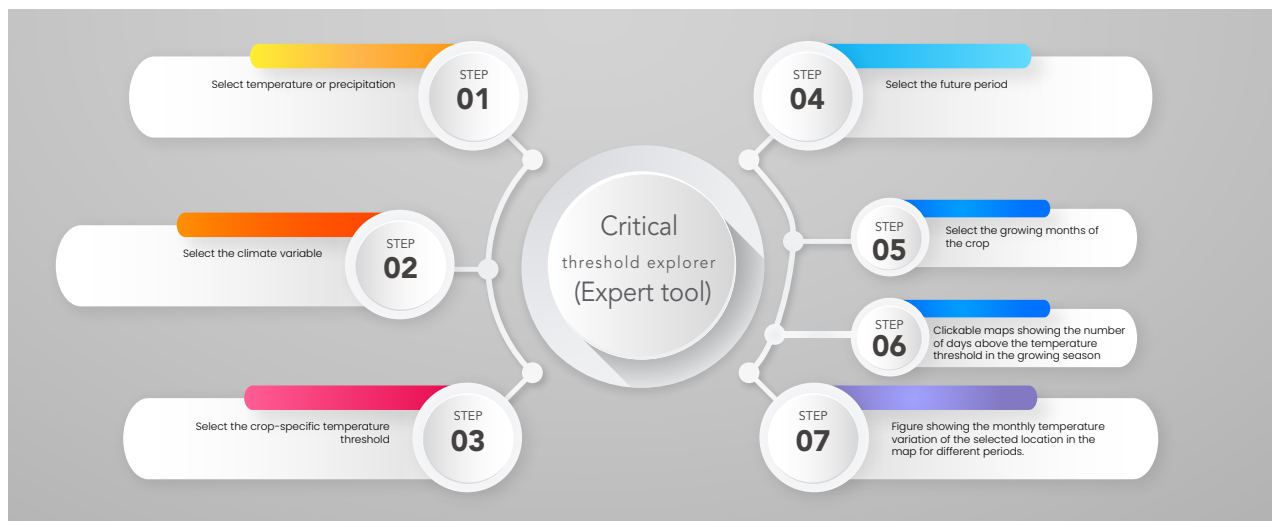 STEP
01
Select temperature or precipitation
STEP
02
Select the climate variable
STEP
03
Select the crop-specific temperature
threshold
Critical
threshold explorer
(Expert tool)
STEP
04
Select the future period
STEP
05
Select the growing months of
the crop
STEP
06
Clickable maps showing the number
of days above the temperature
threshold in the growing season
STEP
07
Figure showing the monthly temperature
variation of the selected location in the
map for different periods.